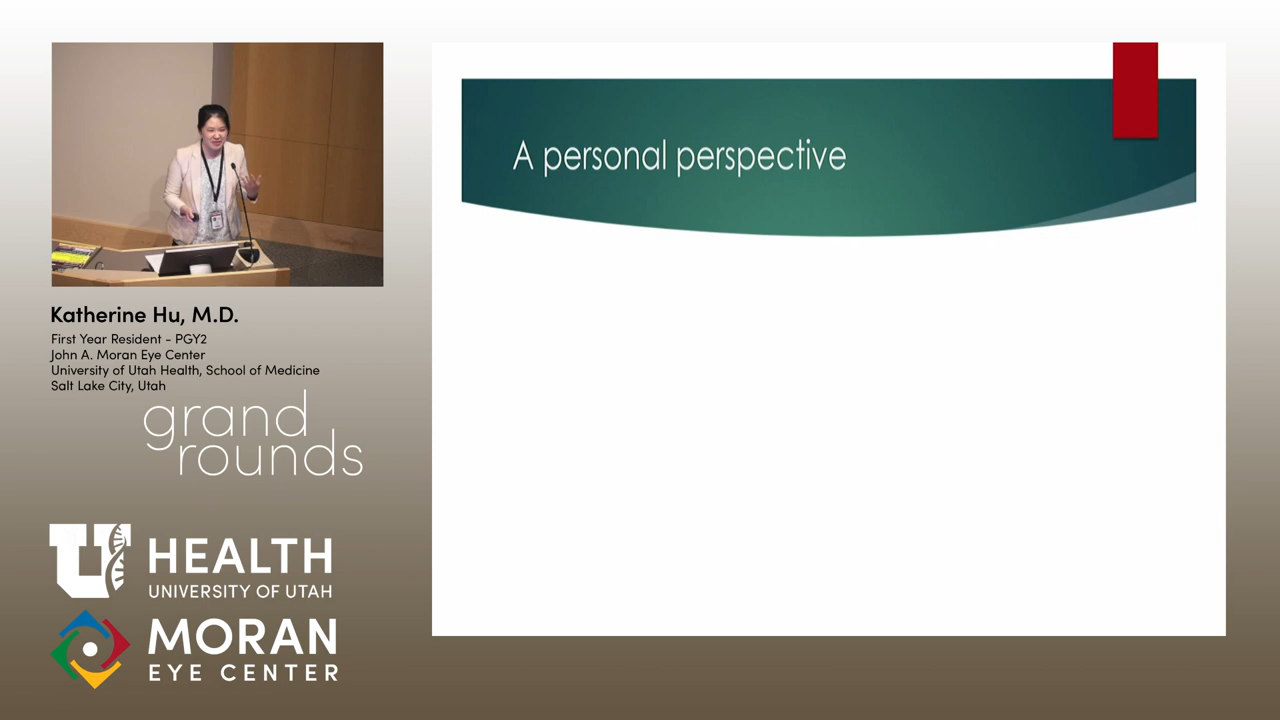 A personal perspective
Katherine Hu, M.D.
First Year Resident - PGY2
John A. Moran Eye Center
University of Utah Health, School of Medicine
Salt Lake City, Utah
grand
rounds
U HEALTH
UNIVERSITY OF UTAH
MORAN
EYE CENTER